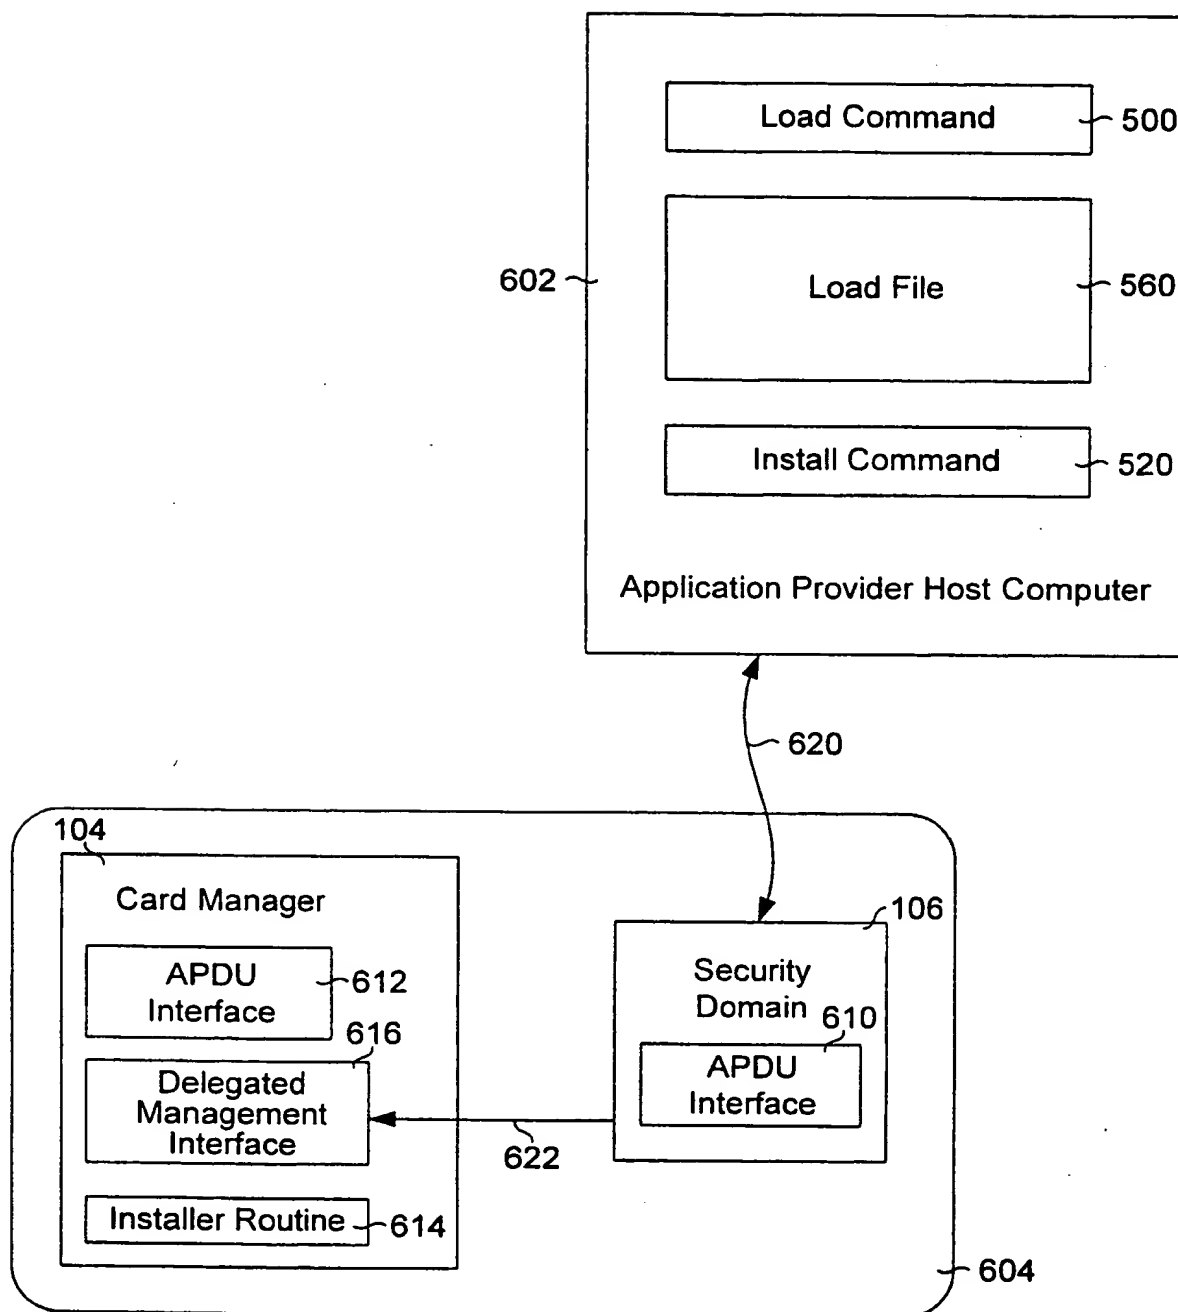 Load Command
500
602
Load File
560
Install Command
520
Application Provider Host Computer
620
104
Card Manager
106
APDU
Interface
612
Security
Domain
616
610
Delegated
Management
Interface
APDU
Interface
622
Installer Routine
614
604